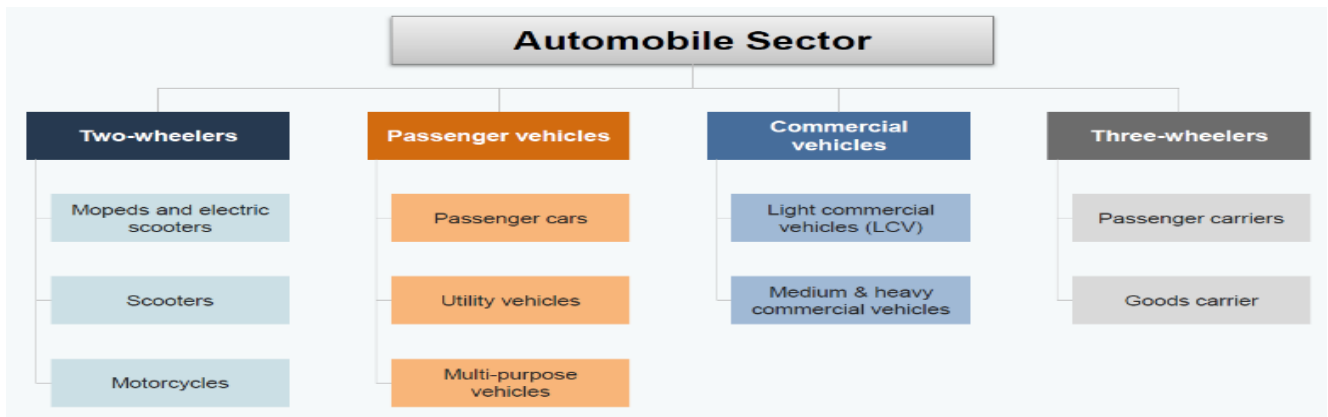 Automobile Sector
Two-wheelers
Mopeds and electric
scooters
Scooters
Motorcycles
Passenger vehicles
Passenger cars
Utility vehicles
Multi-purpose
vehicles
Commercial
vehicles
Light commercial
vehicles (LCV)
Medium & heavy
commercial vehicles
Three-wheelers
Passenger carriers
Goods carrier